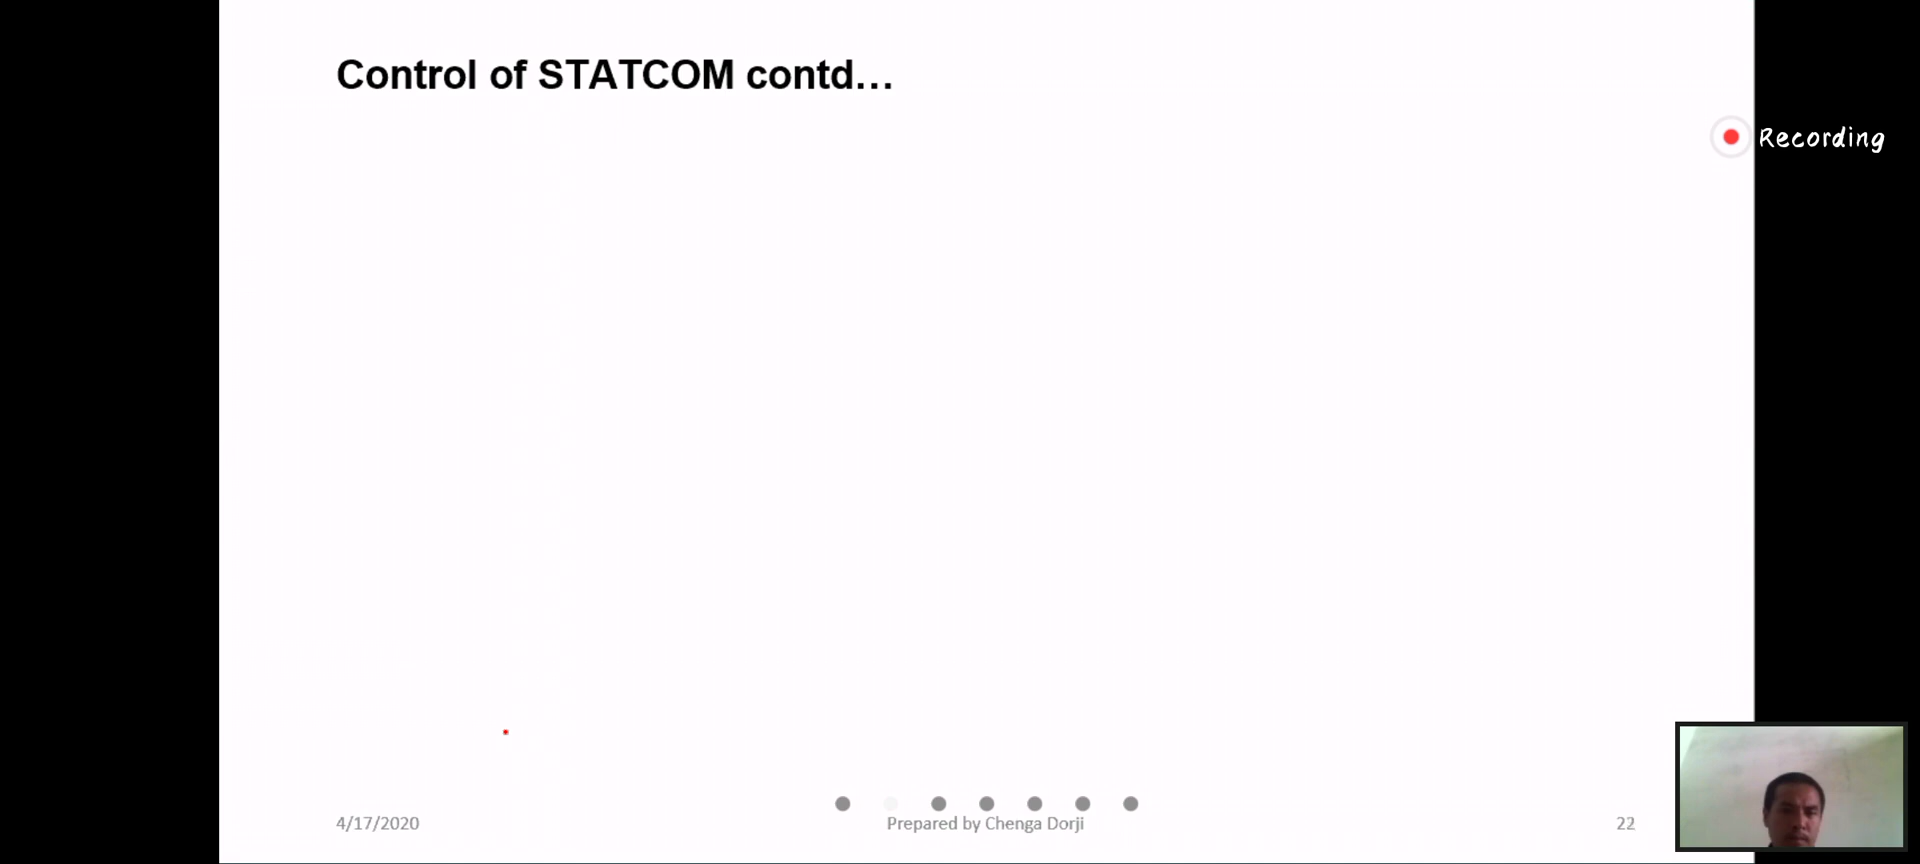 Control of STATCOM contd...
Recording
4/17/2020
Prepared by Chenga Dorji
22